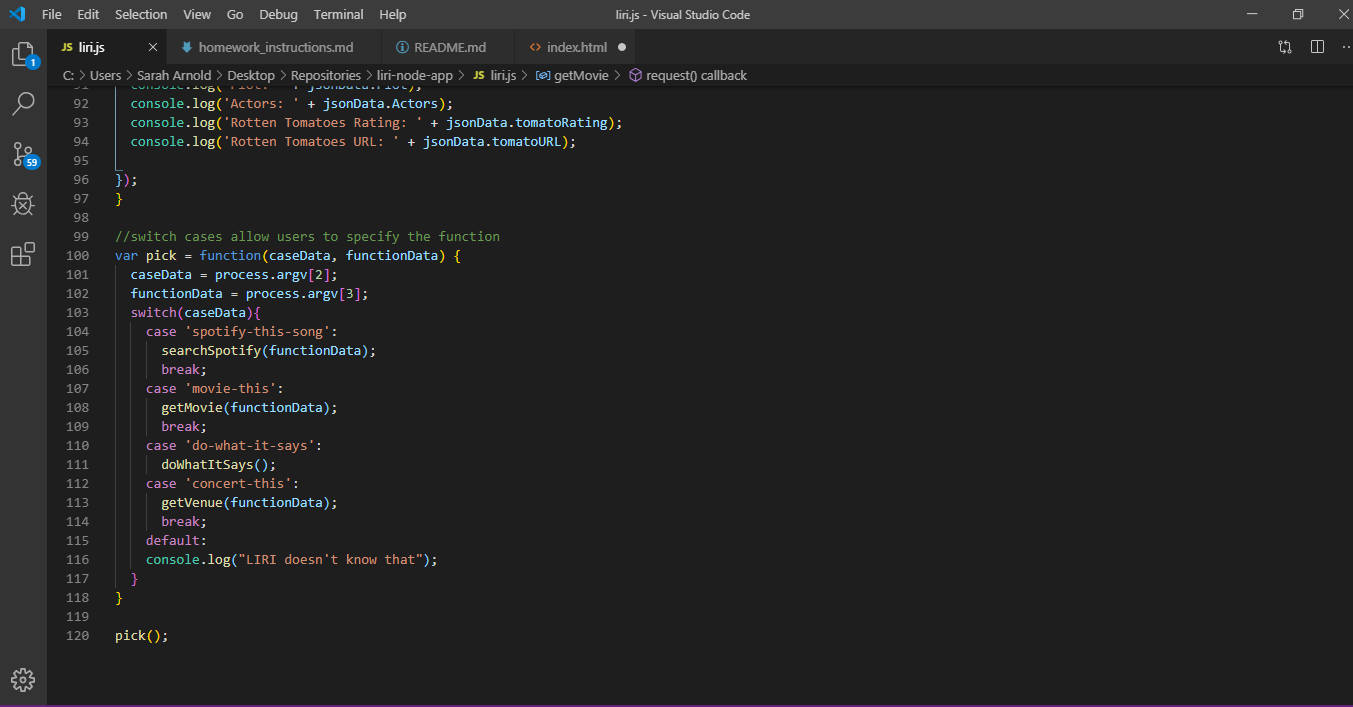 File Edit Selection View Go Debug Terminal Help liri.js - Visual Studio Code
JS liri.js homework_instructions.md README.md <> index.html
C: > Users > Sarah Arnold > Desktop > Repositories > liri-node-app > JS liri.js > getMovie > request() callback
1
59
91 console.log('Plot: ' + jsonData.Plot);
92 console.log('Actors: ' + jsonData.Actors);
93 console.log('Rotten Tomatoes Rating: ' + jsonData.tomatoRating);
94 console.log('Rotten Tomatoes URL: ' + jsonData.tomatoURL);
95
96 });
97 }
98
99 //switch cases allow users to specify the function
100 var pick = function(caseData, functionData) {
101 caseData = process.argv[2];
102 functionData = process.argv[3];
103 switch(caseData){
104 case 'spotify-this-song':
105 searchSpotify(functionData);
106 break;
107 case 'movie-this':
108 getMovie(functionData);
109 break;
110 case 'do-what-it-says':
111 doWhatItSays();
112 case 'concert-this':
113 getVenue(functionData);
114 break;
115 default:
116 console.log("LIRI doesn't know that");
117 }
118 }
119
120 pick();